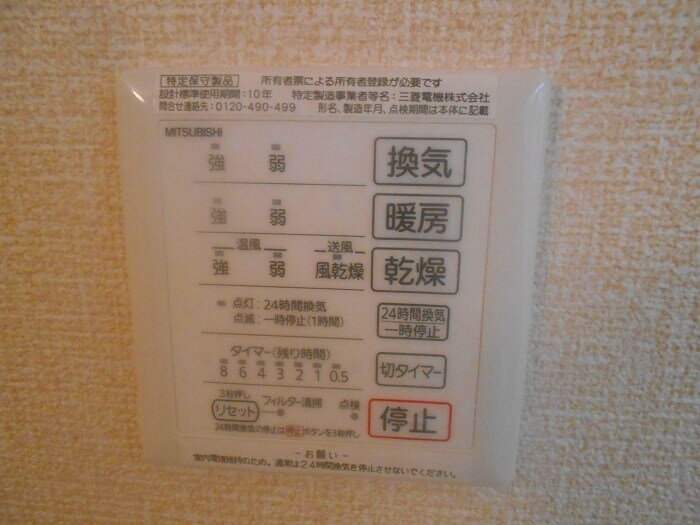 特定保守製品 所有者票による所有者登録が必要です
設計標準使用期間:10年 特定製造事業者等名:三菱電機株式会社
問合せ連絡先:0120-490-499 形名、製造年月、点検期間は本体に記載
MITSUBISHI
強 弱 換気
強 弱 暖房
温風 送風
強 弱 風乾燥 乾燥
点灯:24時間換気
点滅:一時停止(1時間)
24時間換気
一時停止
タイマー(残り時間)
8 6 4 3 2 1 0.5 切タイマー
3秒押し
リセット フィルター清掃 点検 停止
24時間換気の停止は停止ボタンを3秒押し
-お願い-
室内環境維持のため、通常は24時間換気を停止させないでください。